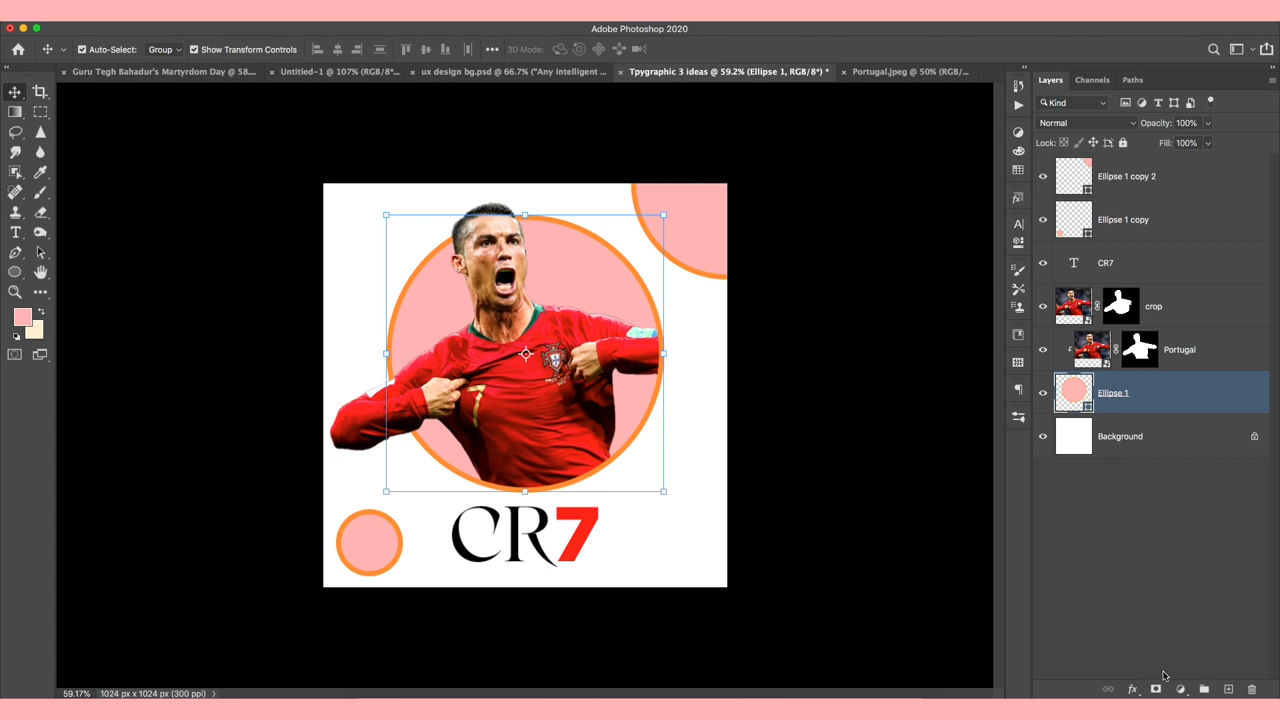 Adobe Photoshop 2020
Auto-Select: Group Show Transform Controls 3D Mode:
Guru Tegh Bahadur's Martyrdom Day @ 58.... Untitled-1 @ 107% (RGB/8*... ux design bg.psd @ 66.7% ("Any intelligent ... Tpygraphic 3 ideas @ 59.2% (Ellipse 1, RGB/8*) * Portugal.jpeg @ 50% (RGB/...
Layers Channels Paths
Kind
Normal Opacity: 100%
Lock: Fill: 100%
Ellipse 1 copy 2
Ellipse 1 copy
T CR7
crop
Portugal
Ellipse 1
Background
7
CR7
59.17% 1024 px x 1024 px (300 ppi)
fx